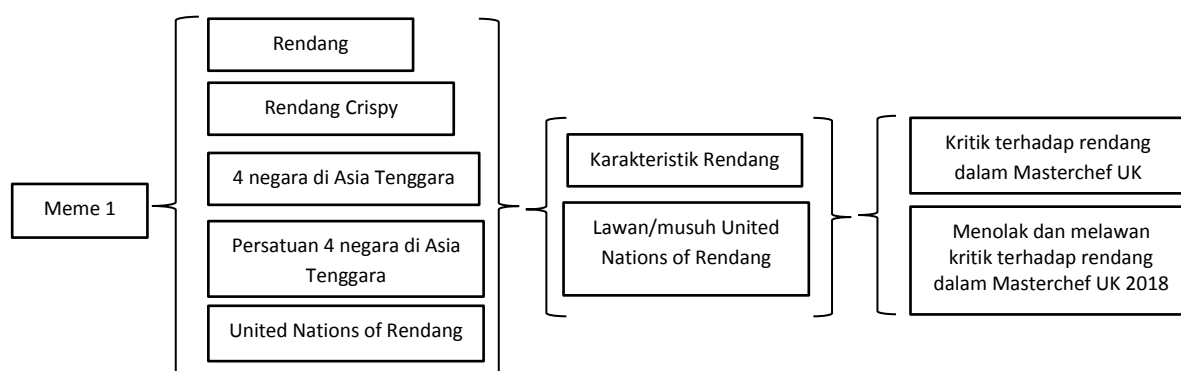 Meme 1
Rendang
Rendang Crispy
4 negara di Asia Tenggara
Persatuan 4 negara di Asia
Tenggara
United Nations of Rendang
Karakteristik Rendang
Lawan/musuh United
Nations of Rendang
Kritik terhadap rendang
dalam Masterchef UK
Menolak dan melawan
kritik terhadap rendang
dalam Masterchef UK 2018